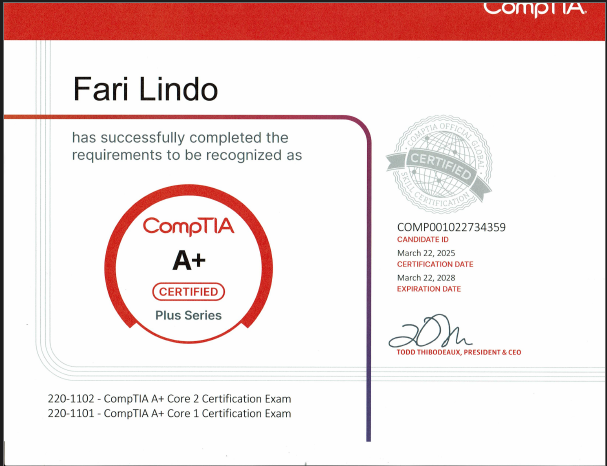 CompTIA.
Fari Lindo
has successfully completed the
requirements to be recognized as
CompTIA
A+
CERTIFIED
Plus Series
COMPTIA OFFICIAL GLOBAL
CERTIFIED
SKILL CERTIFICATION
COMP001022734359
CANDIDATE ID
March 22, 2025
CERTIFICATION DATE
March 22, 2028
EXPIRATION DATE
TODD THIBODEAUX, PRESIDENT & CEO
220-1102 - CompTIA A+ Core 2 Certification Exam
220-1101 - CompTIA A+ Core 1 Certification Exam